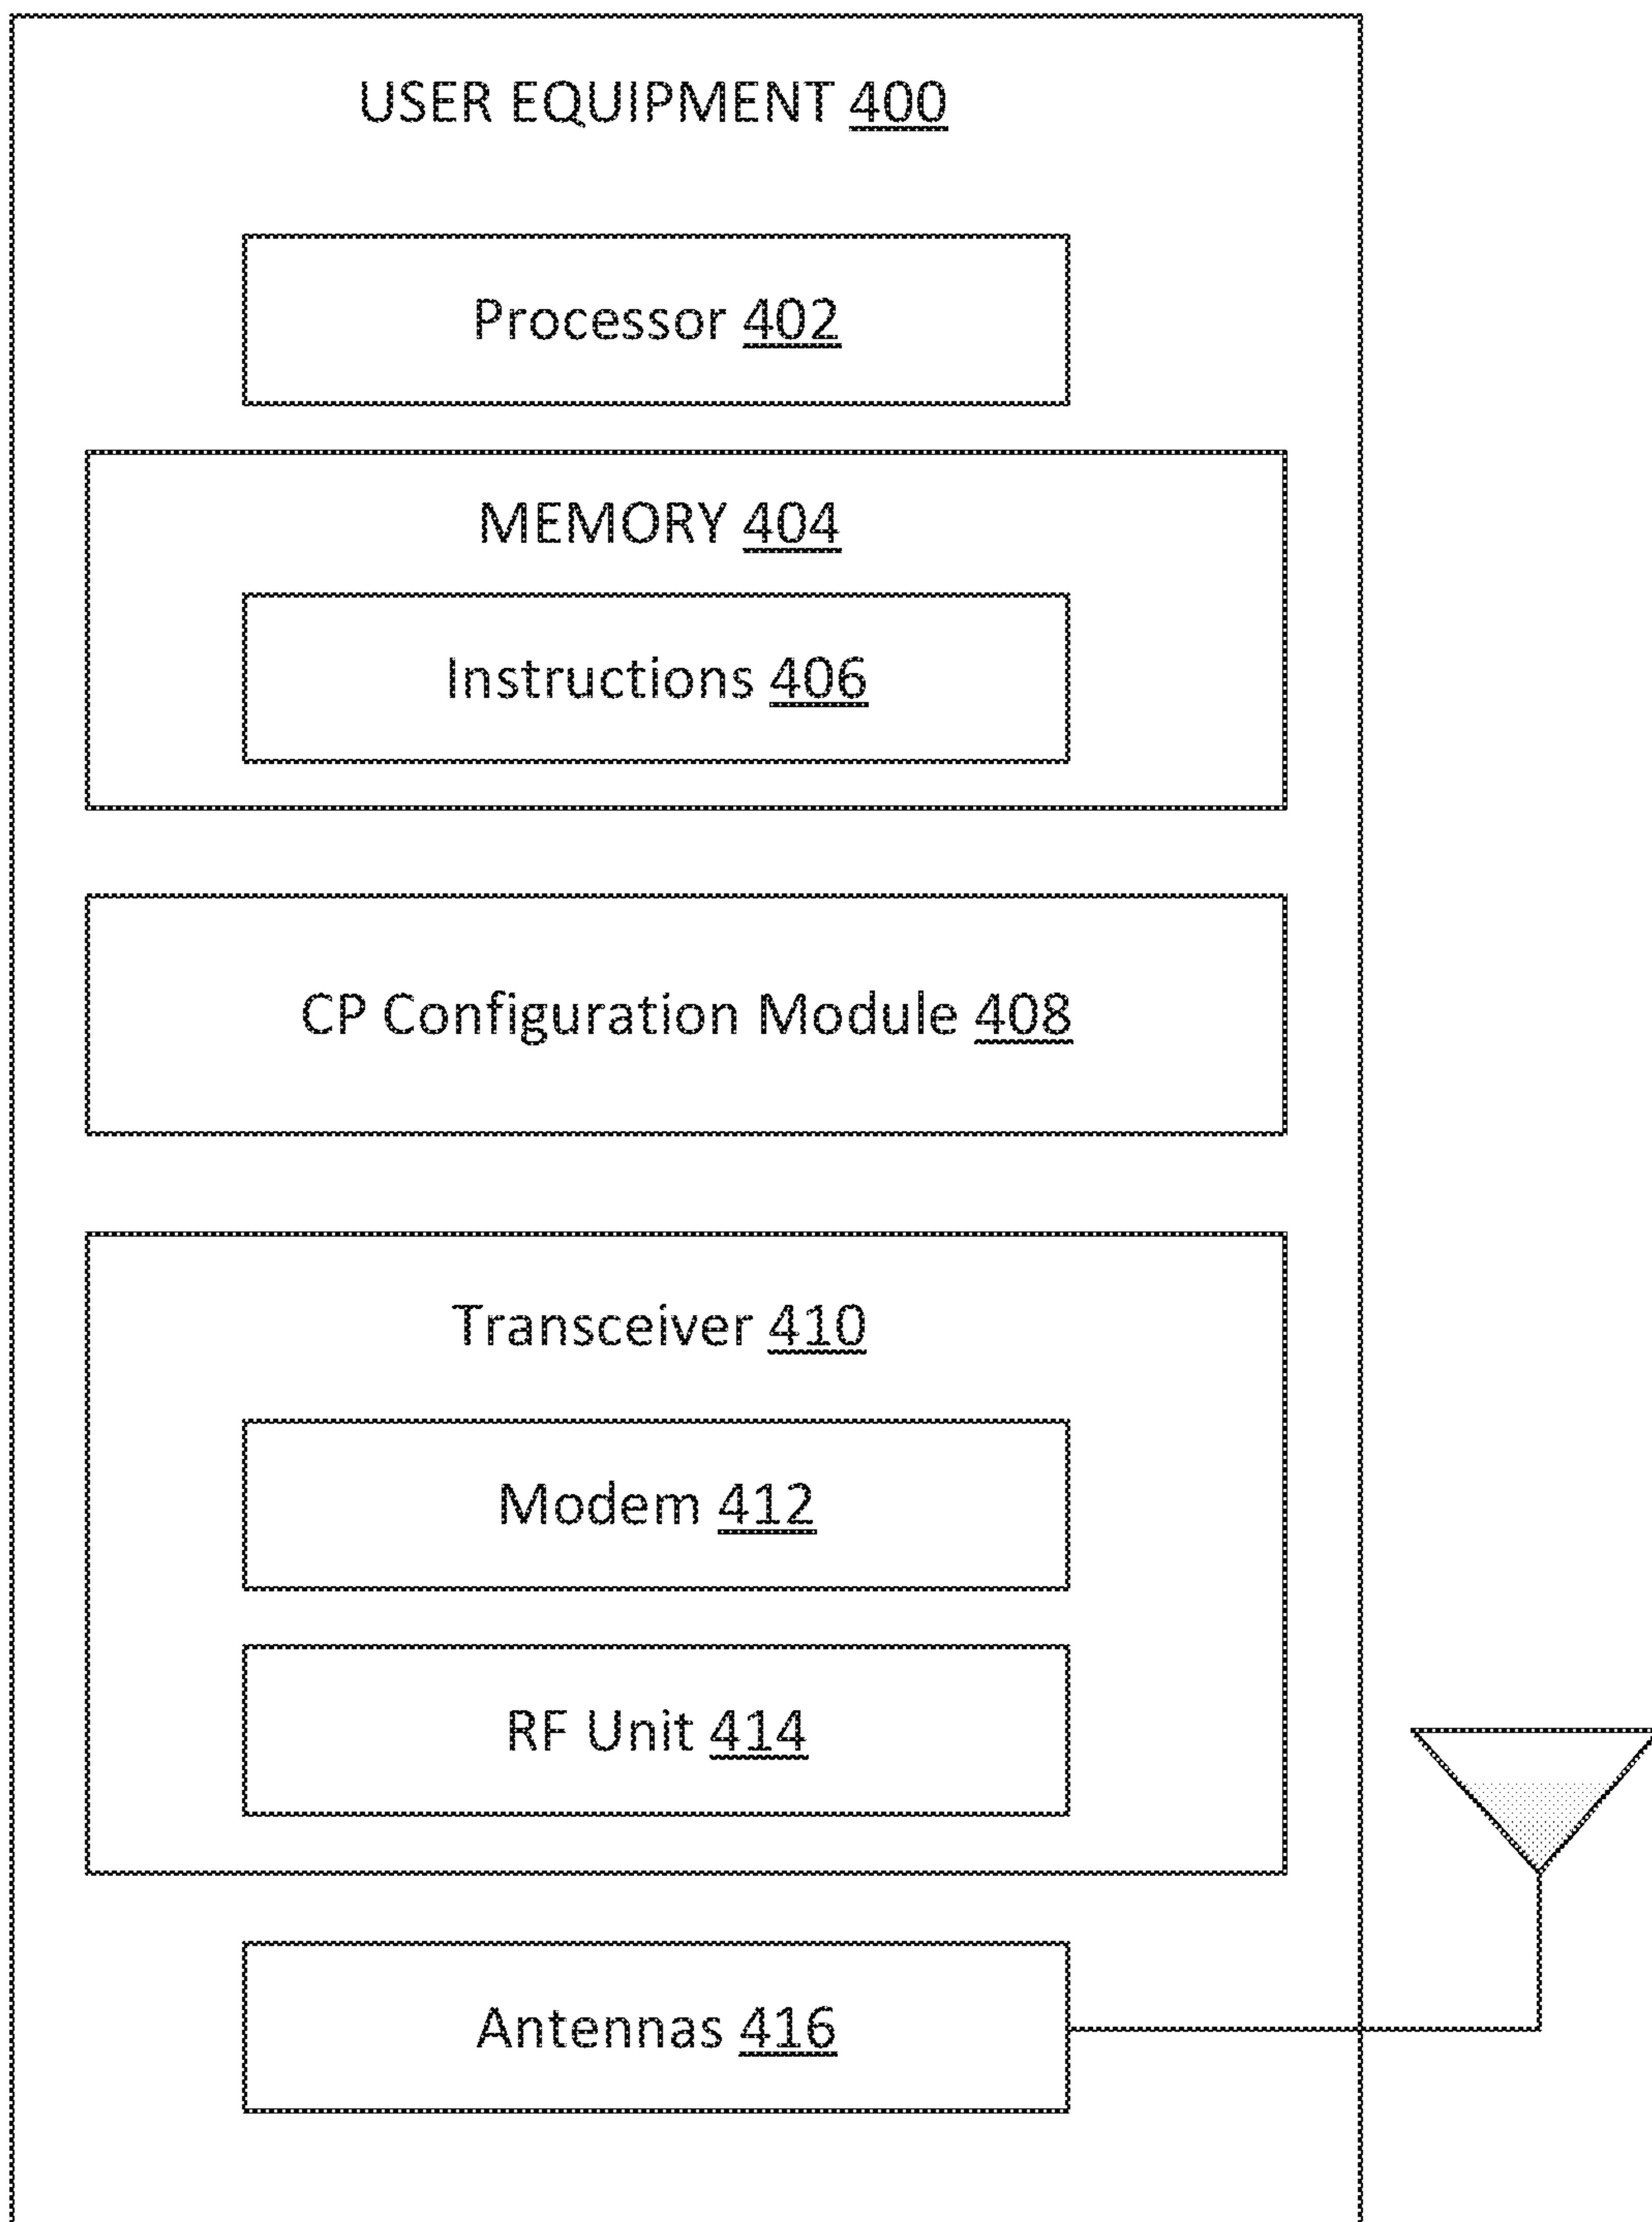 USER EQUIPMENT 400
Processor 402
MEMORY 404
Instructions 406
CP Configuration Module 408
Transceiver 410
Modem 412
RF Unit 414
Antennas 416